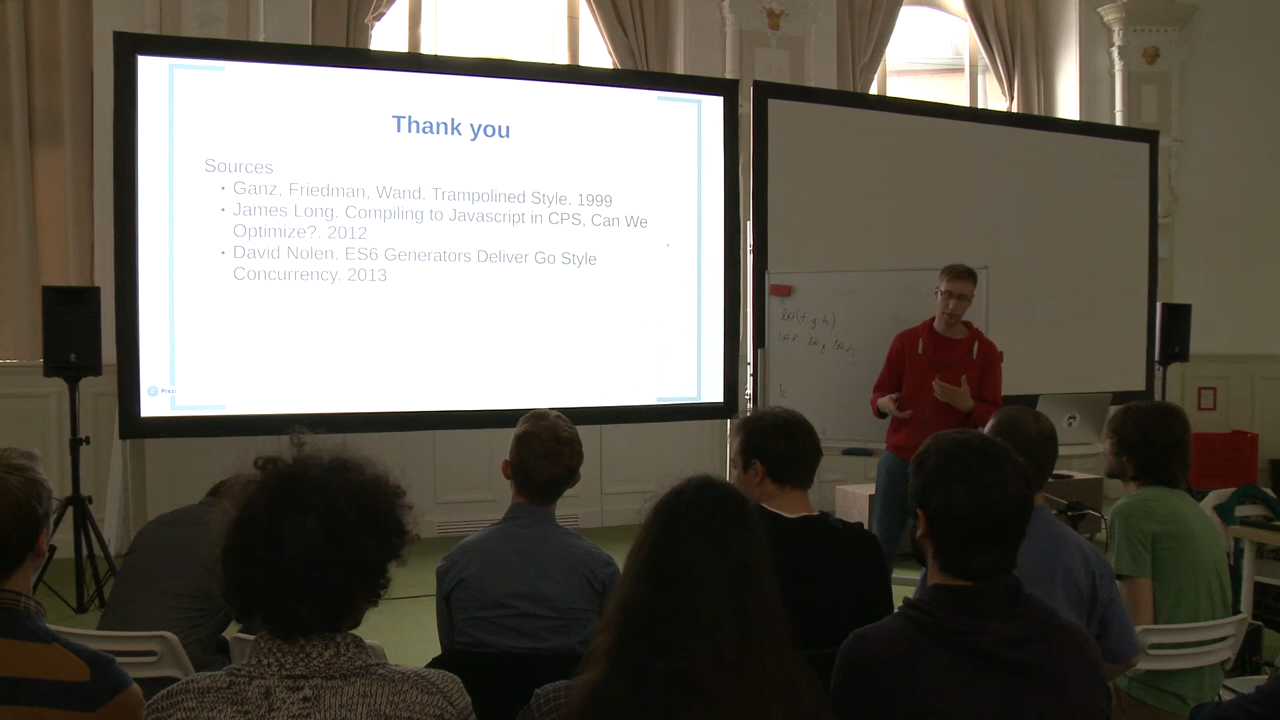 Thank you
Sources
• Ganz, Friedman, Wand. Trampolined Style. 1999
• James Long. Compiling to Javascript in CPS, Can We
Optimize?. 2012
• David Nolen. ES6 Generators Deliver Go Style
Concurrency. 2013
list(f g h)